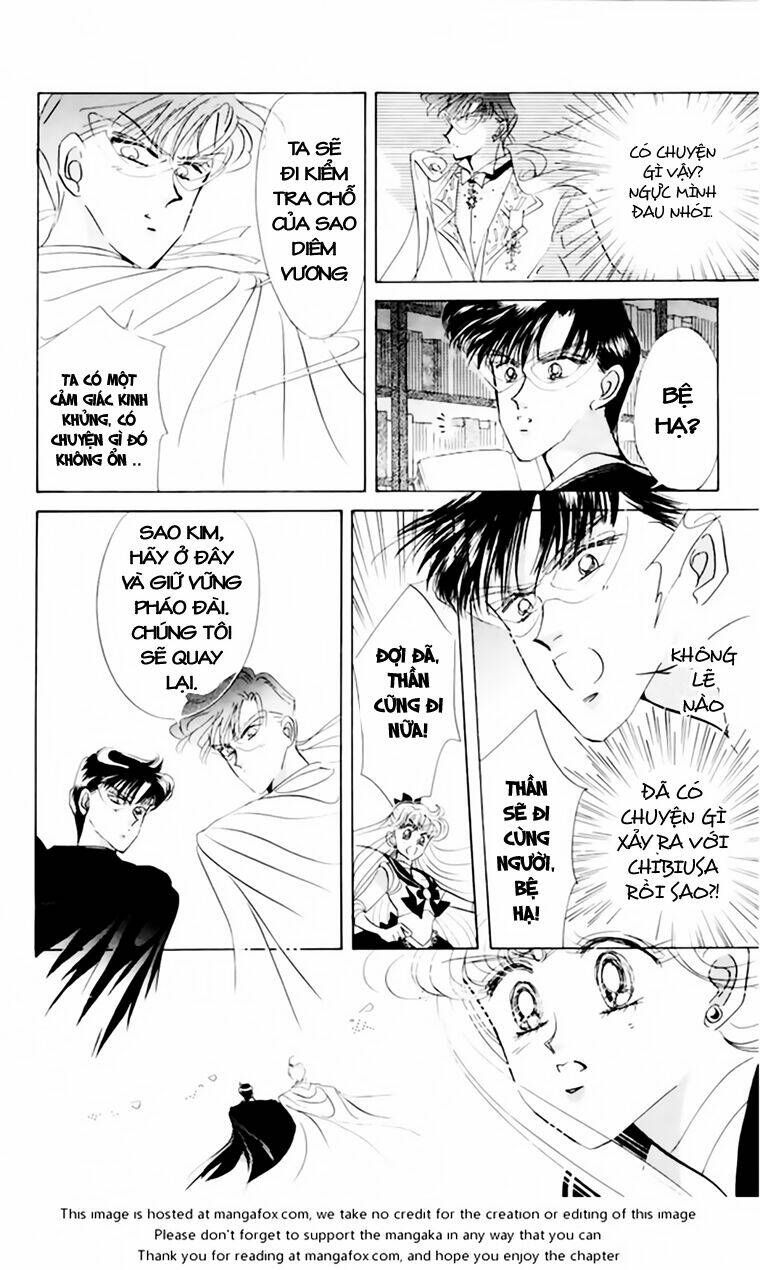 CÓ CHUYỆN
GÌ VẬY?
NGỰC MÌNH
ĐAU NHÓI.
TA SẼ
ĐI KIỂM
TRA CHỖ
CỦA SAO
DIÊM
VƯƠNG.
TA CÓ MỘT
CẢM GIÁC KINH
KHỦNG, CÓ
CHUYỆN GÌ ĐÓ
KHÔNG ỔN ..
BỆ
HẠ?
KHÔNG
LẼ
NÀO
ĐÃ CÓ
CHUYỆN GÌ
XẢY RA VỚI
CHIBIUSA
RỒI SAO?!
ĐỢI ĐÃ,
THẦN
CŨNG ĐI
NỮA!
THẦN
SẼ ĐI
CÙNG
NGƯỜI,
BỆ
HẠ!
SAO KIM,
HÃY Ở ĐÂY
VÀ GIỮ VỮNG
PHÁO ĐÀI.
CHÚNG TÔI
SẼ QUAY
LẠI.
This image is hosted at mangafox.com, we take no credit for the creation or editing of this image
Please don't forget to support the mangaka in any way that you can
Thank you for reading at mangafox.com, and hope you enjoy the chapter